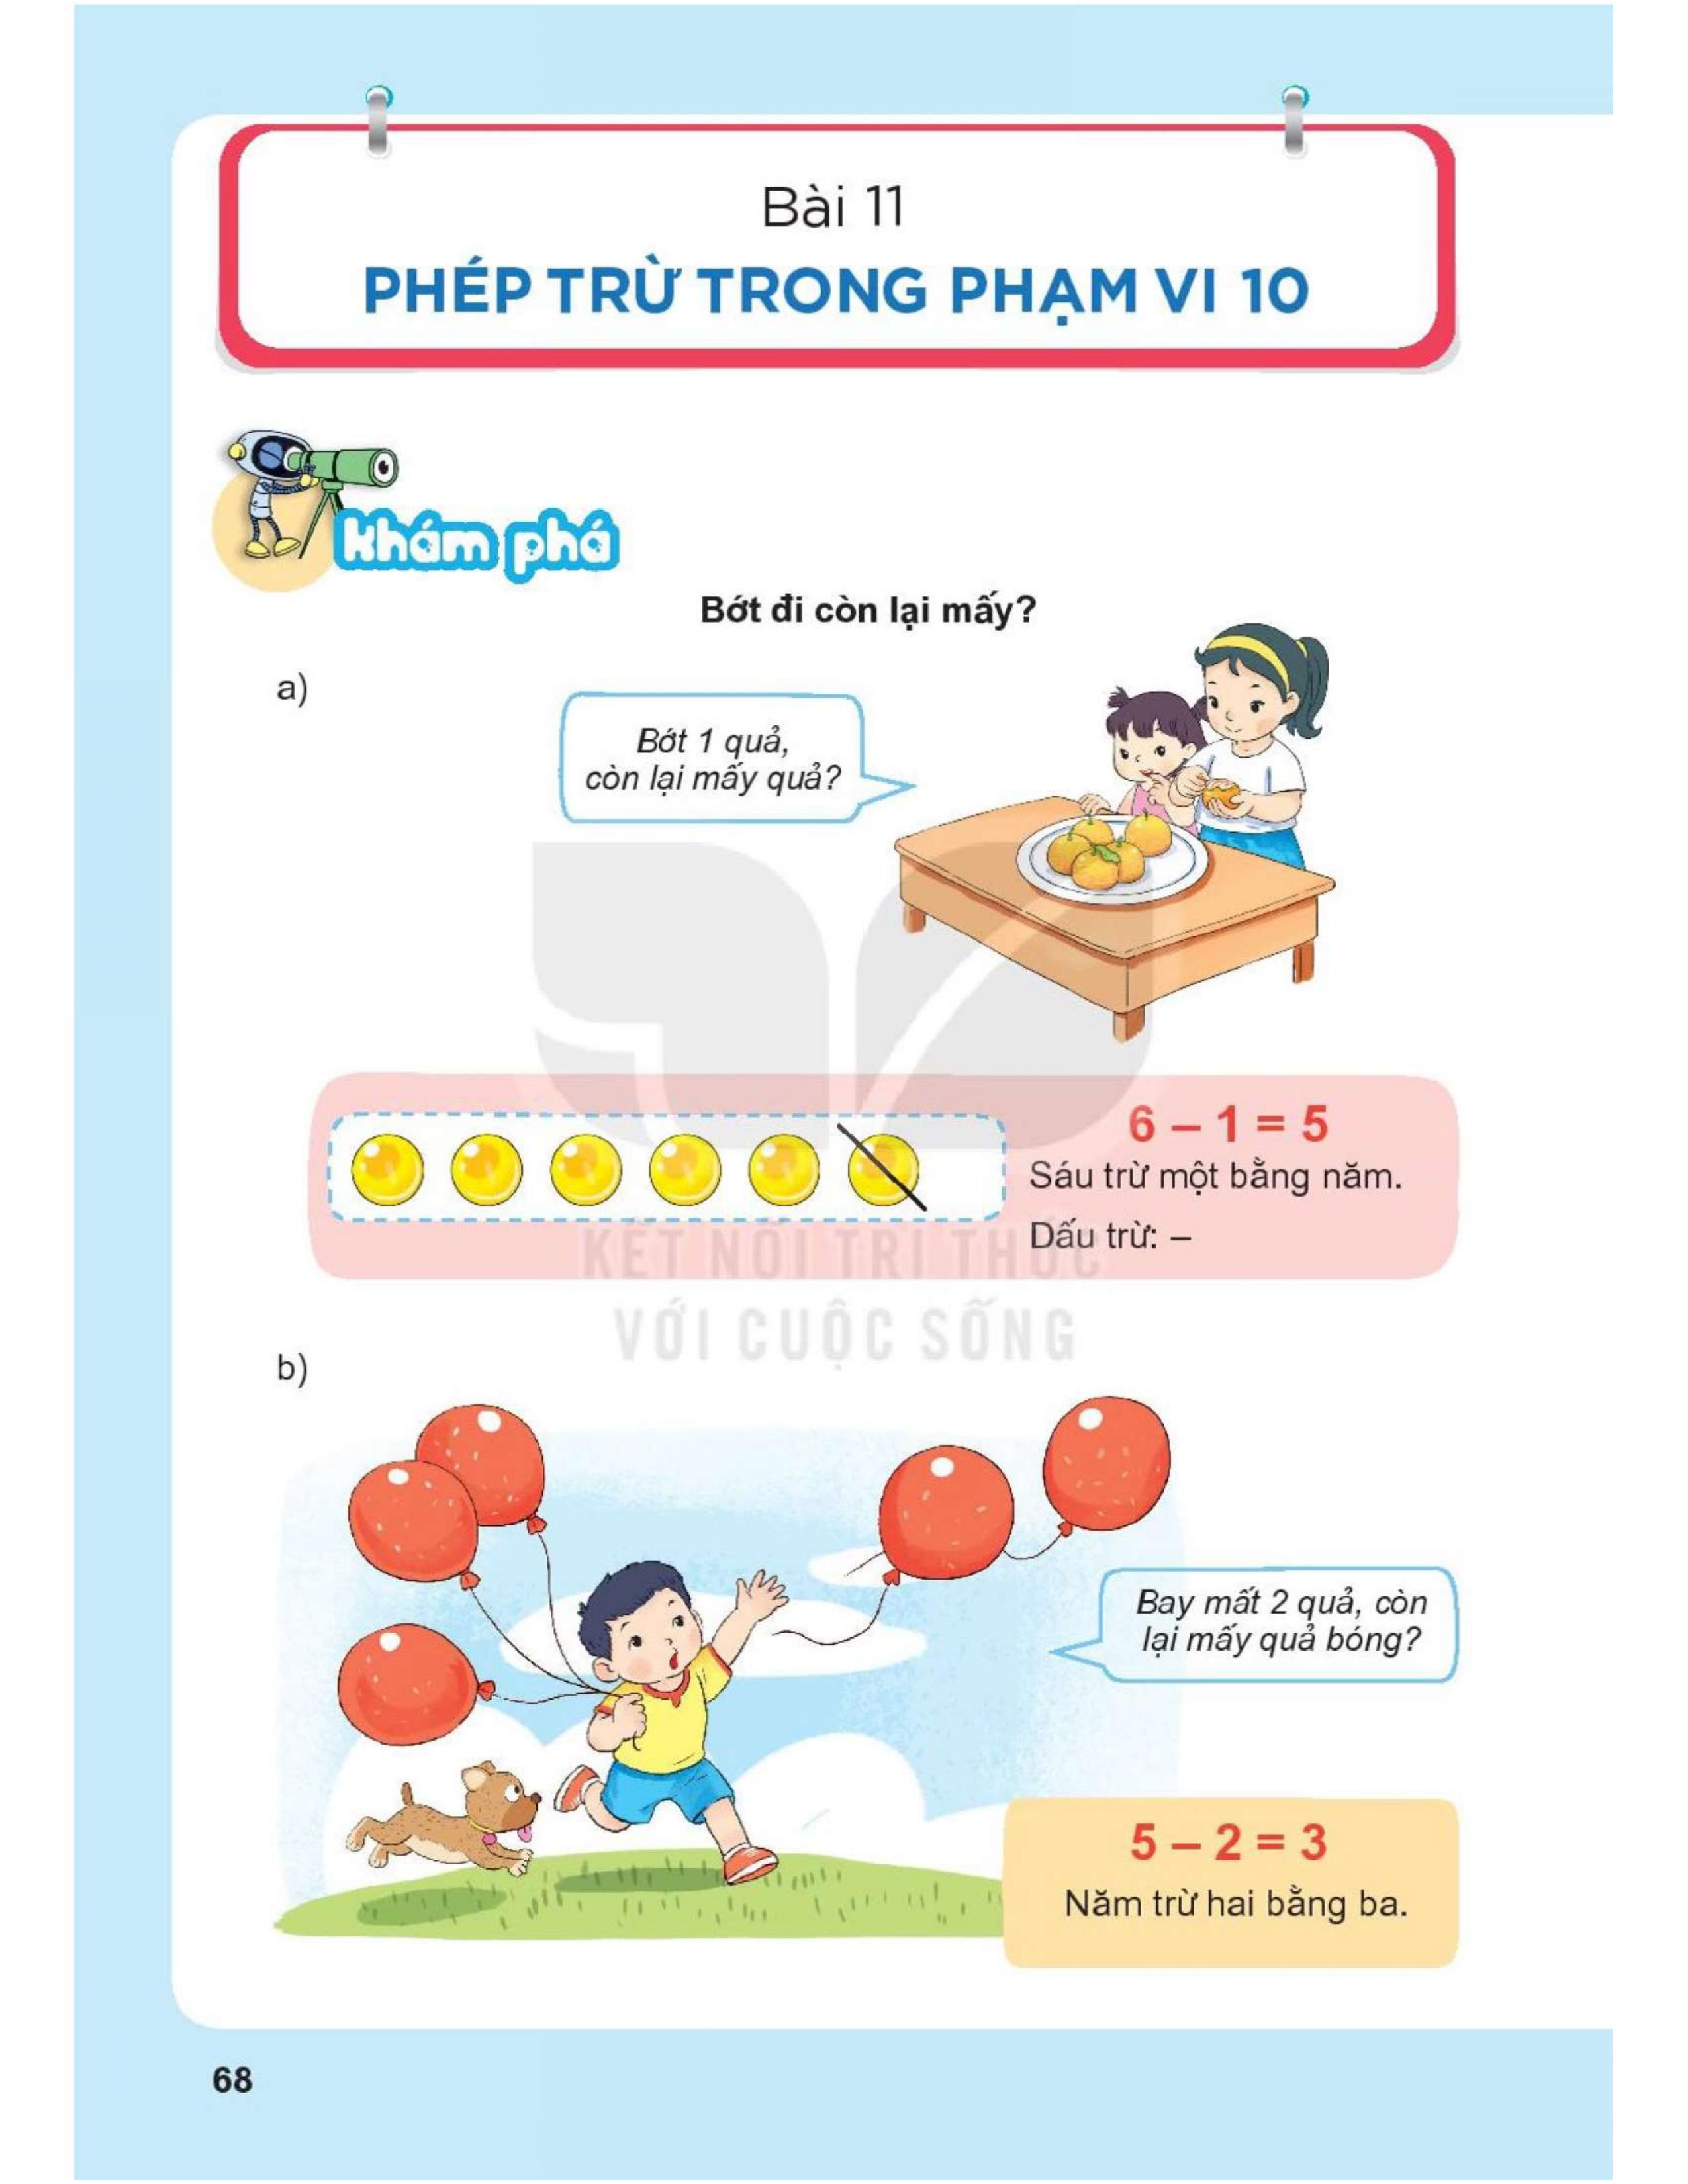 Bài 11
PHÉP TRỪ TRONG PHẠM VI 10
Khám phá
Bớt đi còn lại mấy?
a)
Bớt 1 quả,
còn lại mấy quả?
6 – 1 = 5
Sáu trừ một bằng năm.
Dấu trừ: –
KẾT NỐI TRI THỨC
VỚI CUỘC SỐNG
b)
Bay mất 2 quả, còn
lại mấy quả bóng?
5 – 2 = 3
Năm trừ hai bằng ba.
68